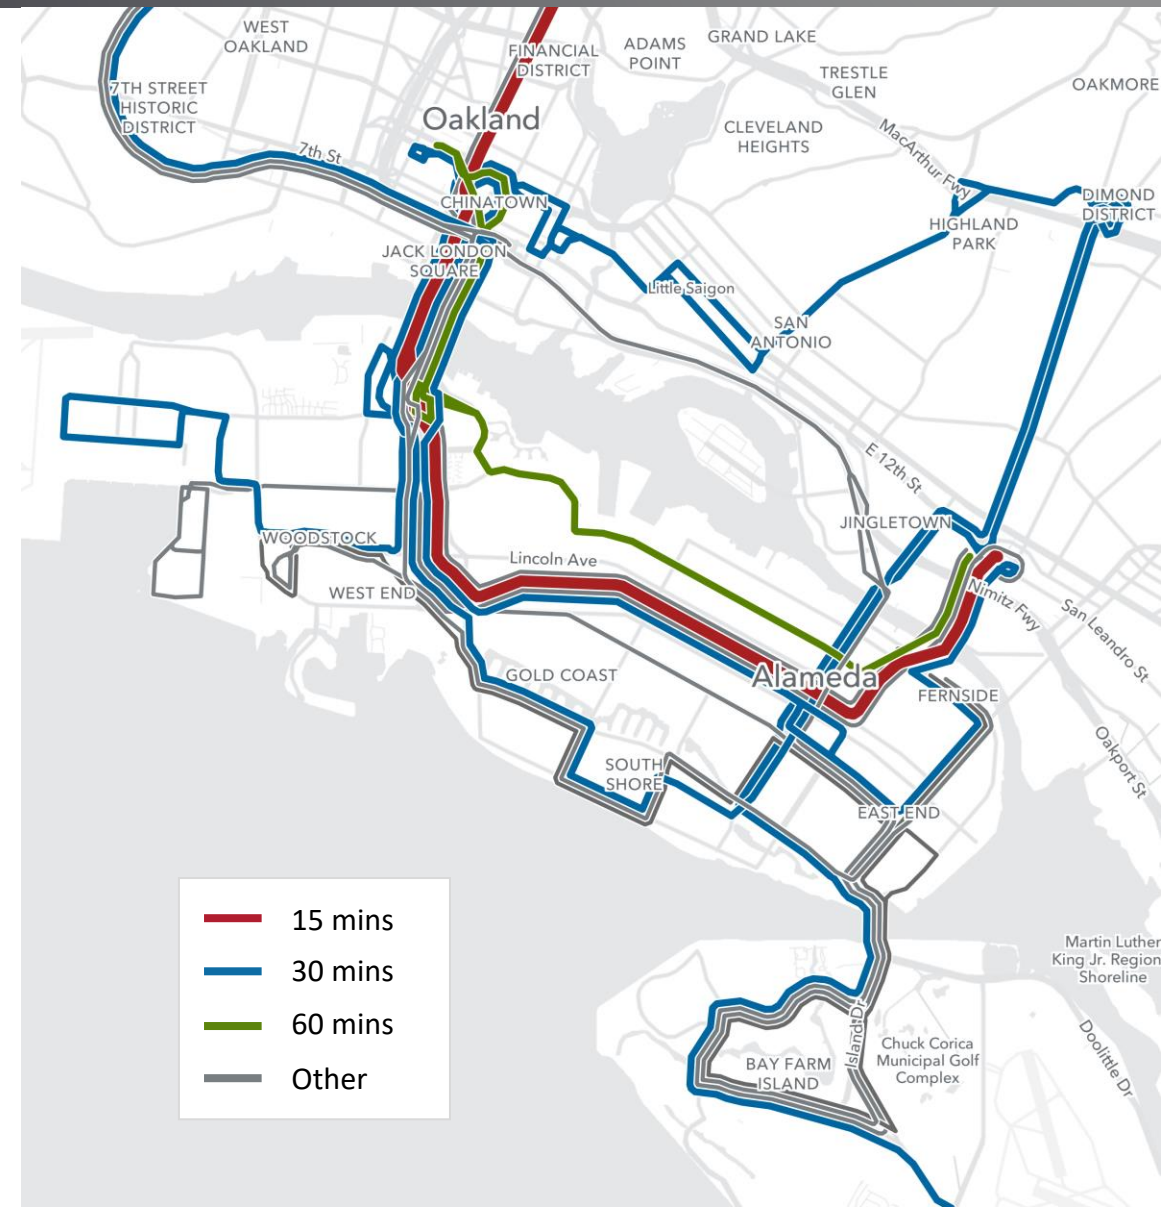 WEST
OAKLAND
FINANCIAL
DISTRICT
ADAMS
POINT
GRAND LAKE
TRESTLE
GLEN
OAKMORE
7TH STREET
HISTORIC
DISTRICT
Oakland
CLEVELAND
HEIGHTS
MacArthur Fwy
7th St
CHINATOWN
DIMOND
DISTRICT
HIGHLAND
PARK
JACK LONDON
SQUARE
Little Saigon
SAN
ANTONIO
E 12th St
JINGLETOWN
WOODSTOCK
Lincoln Ave
WEST END
Nimitz Fwy
San Leandro St
GOLD COAST
Alameda
FERNSIDE
Oakport St
SOUTH
SHORE
EAST END
15 mins
30 mins
60 mins
Other
Martin Luther
King Jr. Region
Shoreline
Island Dr
Chuck Corica
Municipal Golf
Complex
BAY FARM
ISLAND
Doolittle Dr